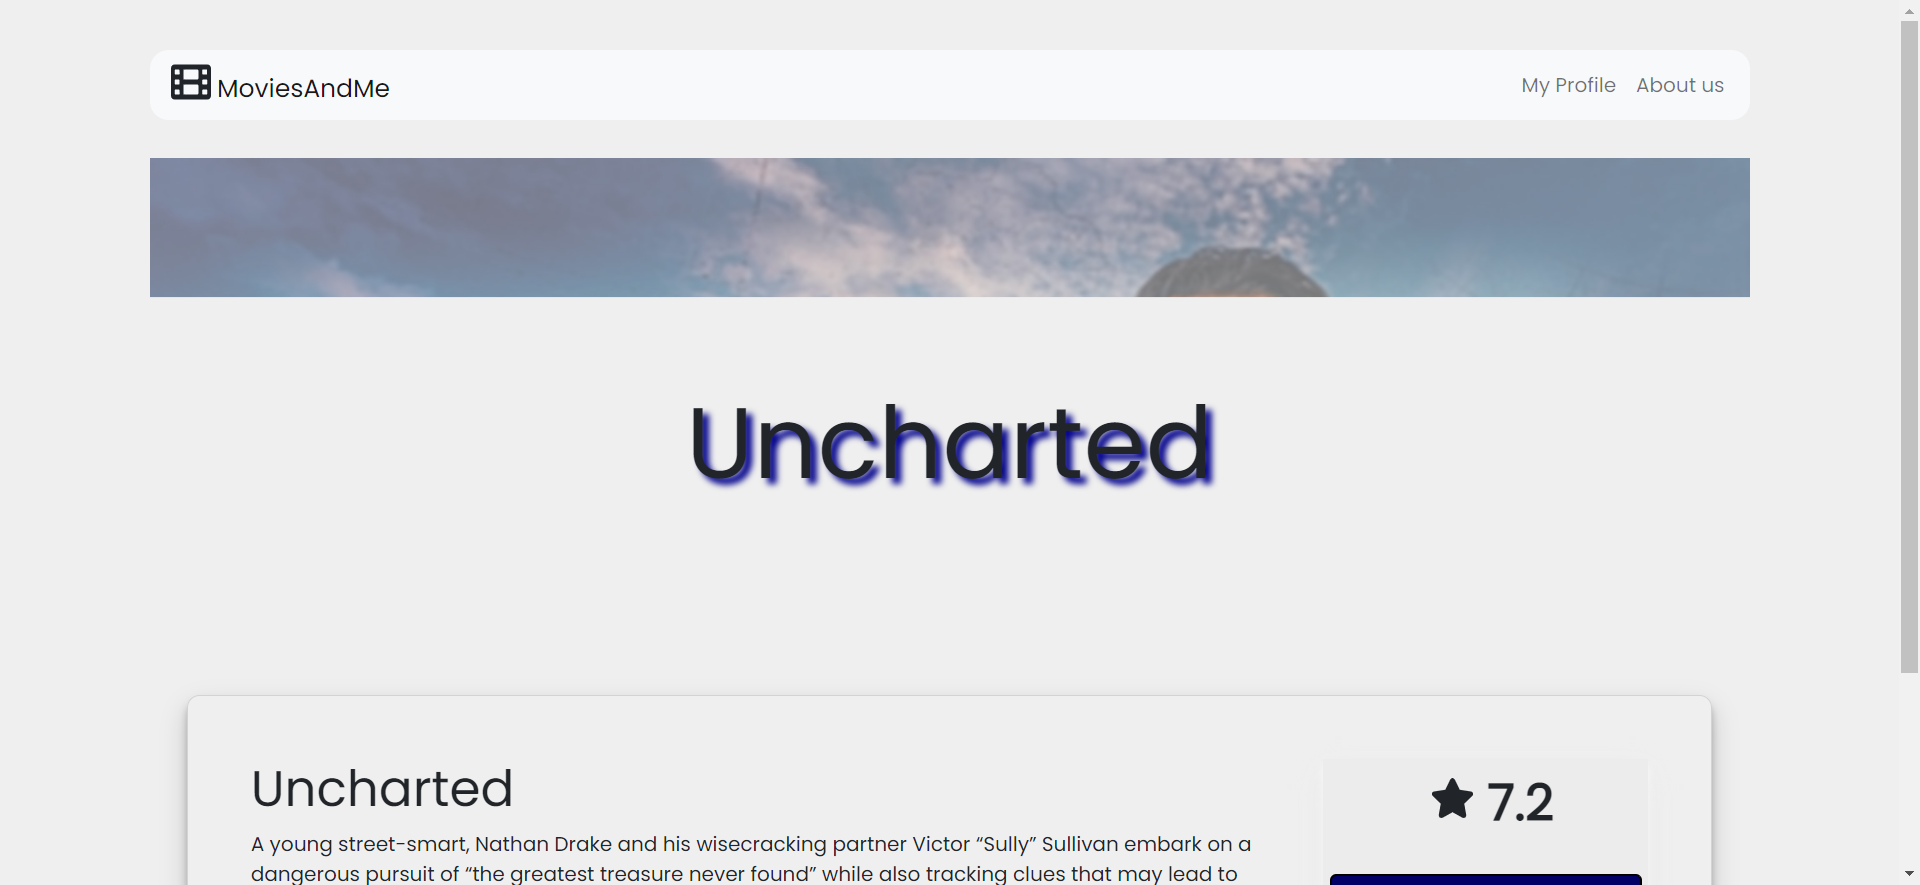 MoviesAndMe
My Profile
About us
Uncharted
Uncharted
7.2
A young street-smart, Nathan Drake and his wisecracking partner Victor “Sully” Sullivan embark on a
dangerous pursuit of “the greatest treasure never found” while also tracking clues that may lead to